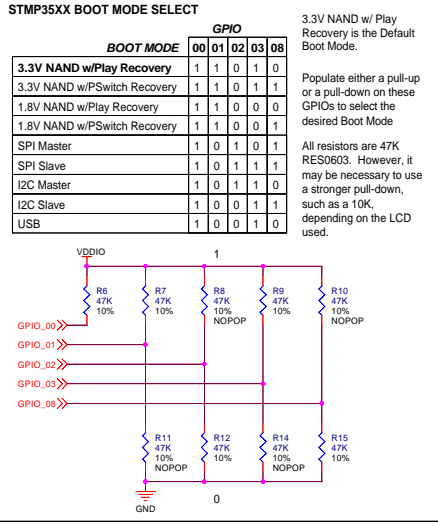 STMP35XX BOOT MODE SELECT
GPIO
BOOT MODE 00 01 02 03 08
3.3V NAND w/Play Recovery 1 1 0 1 0
3.3V NAND w/PSwitch Recovery 1 1 0 1 1
1.8V NAND w/Play Recovery 1 1 0 0 0
1.8V NAND w/PSwitch Recovery 1 1 0 0 1
SPI Master 1 0 1 0 1
SPI Slave 1 0 1 1 1
I2C Master 1 0 1 1 0
I2C Slave 1 0 0 1 1
USB 1 0 0 1 0
3.3V NAND w/ Play
Recovery is the Default
Boot Mode.
Populate either a pull-up
or a pull-down on these
GPIOs to select the
desired Boot Mode
All resistors are 47K
RES0603. However, it
may be necessary to use
a stronger pull-down,
such as a 10K,
depending on the LCD
used.
VDDIO
1
R6
47K
10%
R7
47K
10%
R8
47K
10%
NOPOP
R9
47K
10%
R10
47K
10%
NOPOP
GPIO_00
GPIO_01
GPIO_02
GPIO_03
GPIO_08
R11
47K
10%
NOPOP
R12
47K
10%
R14
47K
10%
NOPOP
R15
47K
10%
GND
0